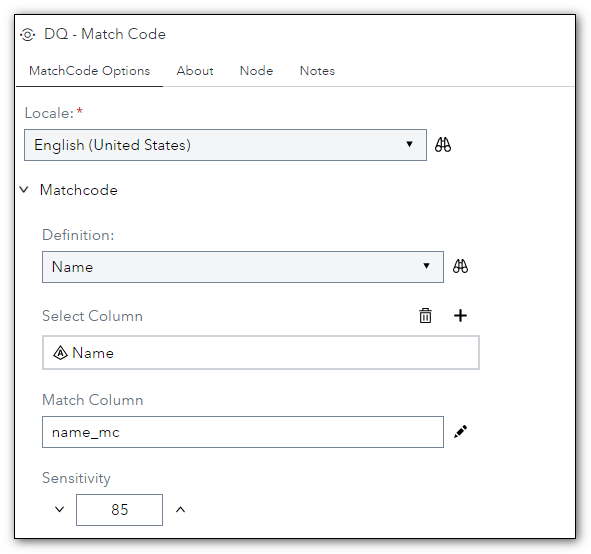 DQ - Match Code
MatchCode Options About Node Notes
Locale: *
English (United States)
Matchcode
Definition:
Name
Select Column
Name
Match Column
name_mc
Sensitivity
85